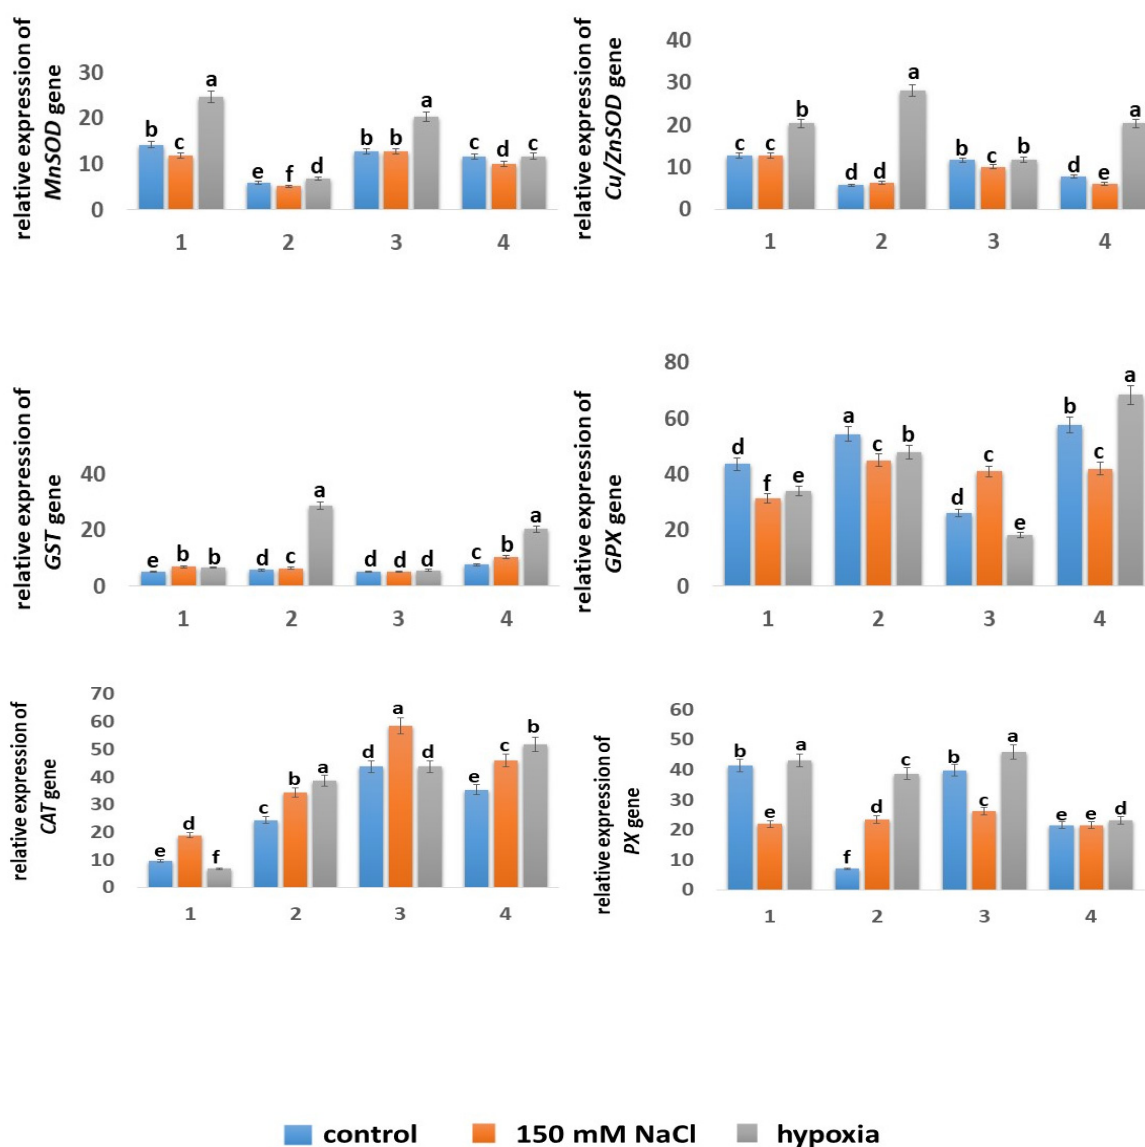 relative expression of
MnSOD gene
30
20
10
0
b
c
a
e
f
d
b
b
a
c
d
c
1
2
3
4
relative expression of
Cu/ZnSOD gene
40
30
20
10
0
c
c
b
d
d
a
b
c
b
d
e
a
1
2
3
4
relative expression of
GST gene
40
20
0
e
b
b
d
c
a
d
d
d
c
b
a
1
2
3
4
relative expression of
GPX gene
80
60
40
20
0
d
f
e
a
c
b
d
c
e
b
c
a
1
2
3
4
relative expression of
CAT gene
70
60
50
40
30
20
10
0
e
d
f
c
b
a
d
a
d
e
c
b
1
2
3
4
relative expression of
PX gene
60
50
40
30
20
10
0
b
e
a
f
d
c
b
c
a
e
e
d
1
2
3
4
control 150 mM NaCl hypoxia